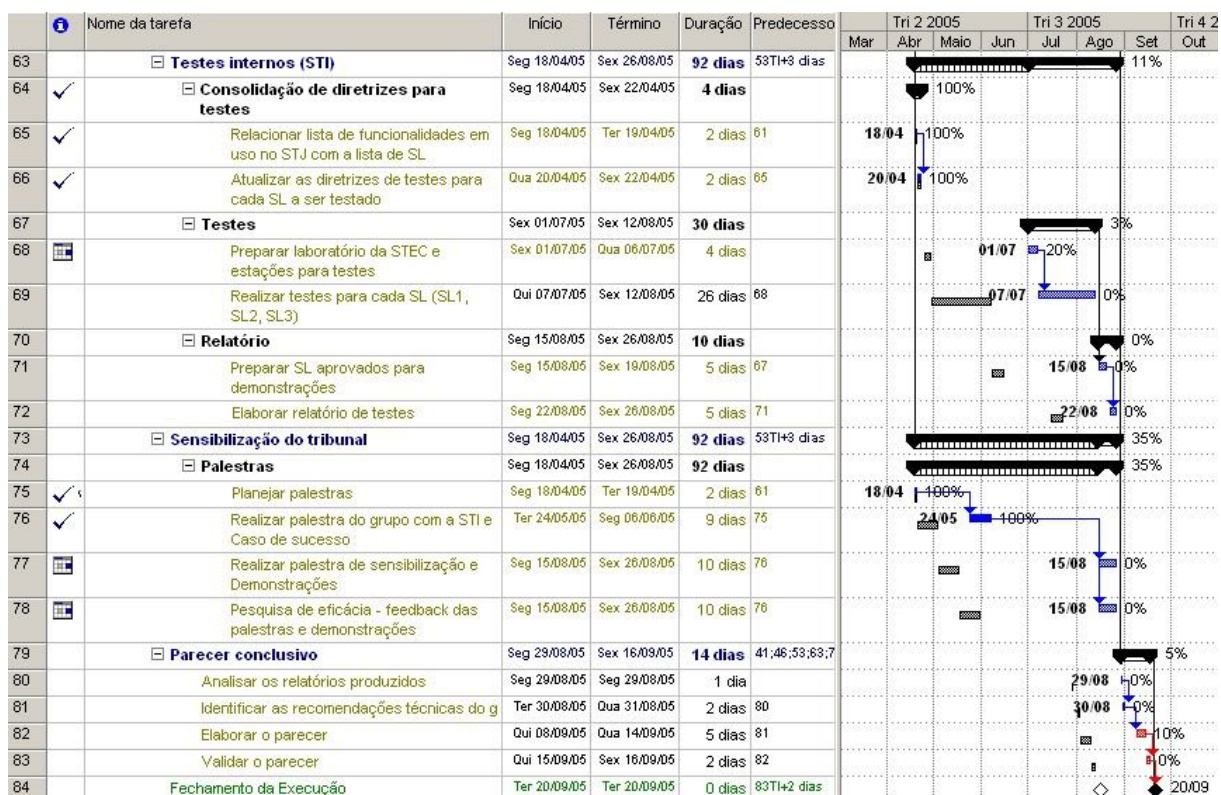 Nome da tarefa Início Término Duração Predecesso Tri 2 2005 Tri 3 2005 Tri 4 2
Mar Abr Maio Jun Jul Ago Set Out
63 Testes internos (STI) Seg 18/04/05 Sex 26/08/05 92 dias 53TI+3 dias 11%
64 Consolidação de diretrizes para Seg 18/04/05 Sex 22/04/05 4 dias 100%
testes
65 Relacionar lista de funcionalidades em Seg 18/04/05 Ter 19/04/05 2 dias 61 18/04 100%
uso no STJ com a lista de SL
66 Atualizar as diretrizes de testes para Qua 20/04/05 Sex 22/04/05 2 dias 65 20/04 100%
cada SL a ser testado
67 Testes Sex 01/07/05 Sex 12/08/05 30 dias 3%
68 Preparar laboratório da STEC e Sex 01/07/05 Qua 06/07/05 4 dias 01/07 20%
estações para testes
69 Realizar testes para cada SL (SL1, Qui 07/07/05 Sex 12/08/05 26 dias 68 07/07 0%
SL2, SL3)
70 Relatório Seg 15/08/05 Sex 26/08/05 10 dias 0%
71 Preparar SL aprovados para Seg 15/08/05 Sex 19/08/05 5 dias 67 15/08 0%
demonstrações
72 Elaborar relatório de testes Seg 22/08/05 Sex 26/08/05 5 dias 71 22/08 0%
73 Sensibilização do tribunal Seg 18/04/05 Sex 26/08/05 92 dias 53TI+3 dias 35%
74 Palestras Seg 18/04/05 Sex 26/08/05 92 dias 35%
75 Planejar palestras Seg 18/04/05 Ter 19/04/05 2 dias 61 18/04 100%
76 Realizar palestra do grupo com a STI e Ter 24/05/05 Seg 06/06/05 9 dias 75 24/05 100%
Caso de sucesso
77 Realizar palestra de sensibilização e Seg 15/08/05 Sex 26/08/05 10 dias 76 15/08 0%
Demonstrações
78 Pesquisa de eficácia - feedback das Seg 15/08/05 Sex 26/08/05 10 dias 76 15/08 0%
palestras e demonstrações
79 Parecer conclusivo Seg 29/08/05 Sex 16/09/05 14 dias 41;46;53;63;7 5%
80 Analisar os relatórios produzidos Seg 29/08/05 Seg 29/08/05 1 dia 29/08 0%
81 Identificar as recomendações técnicas do g Ter 30/08/05 Qua 31/08/05 2 dias 80 30/08 0%
82 Elaborar o parecer Qui 08/09/05 Qua 14/09/05 5 dias 81 10%
83 Validar o parecer Qui 15/09/05 Sex 16/09/05 2 dias 82 0%
84 Fechamento da Execução Ter 20/09/05 Ter 20/09/05 0 dias 83TI+2 dias 20/09